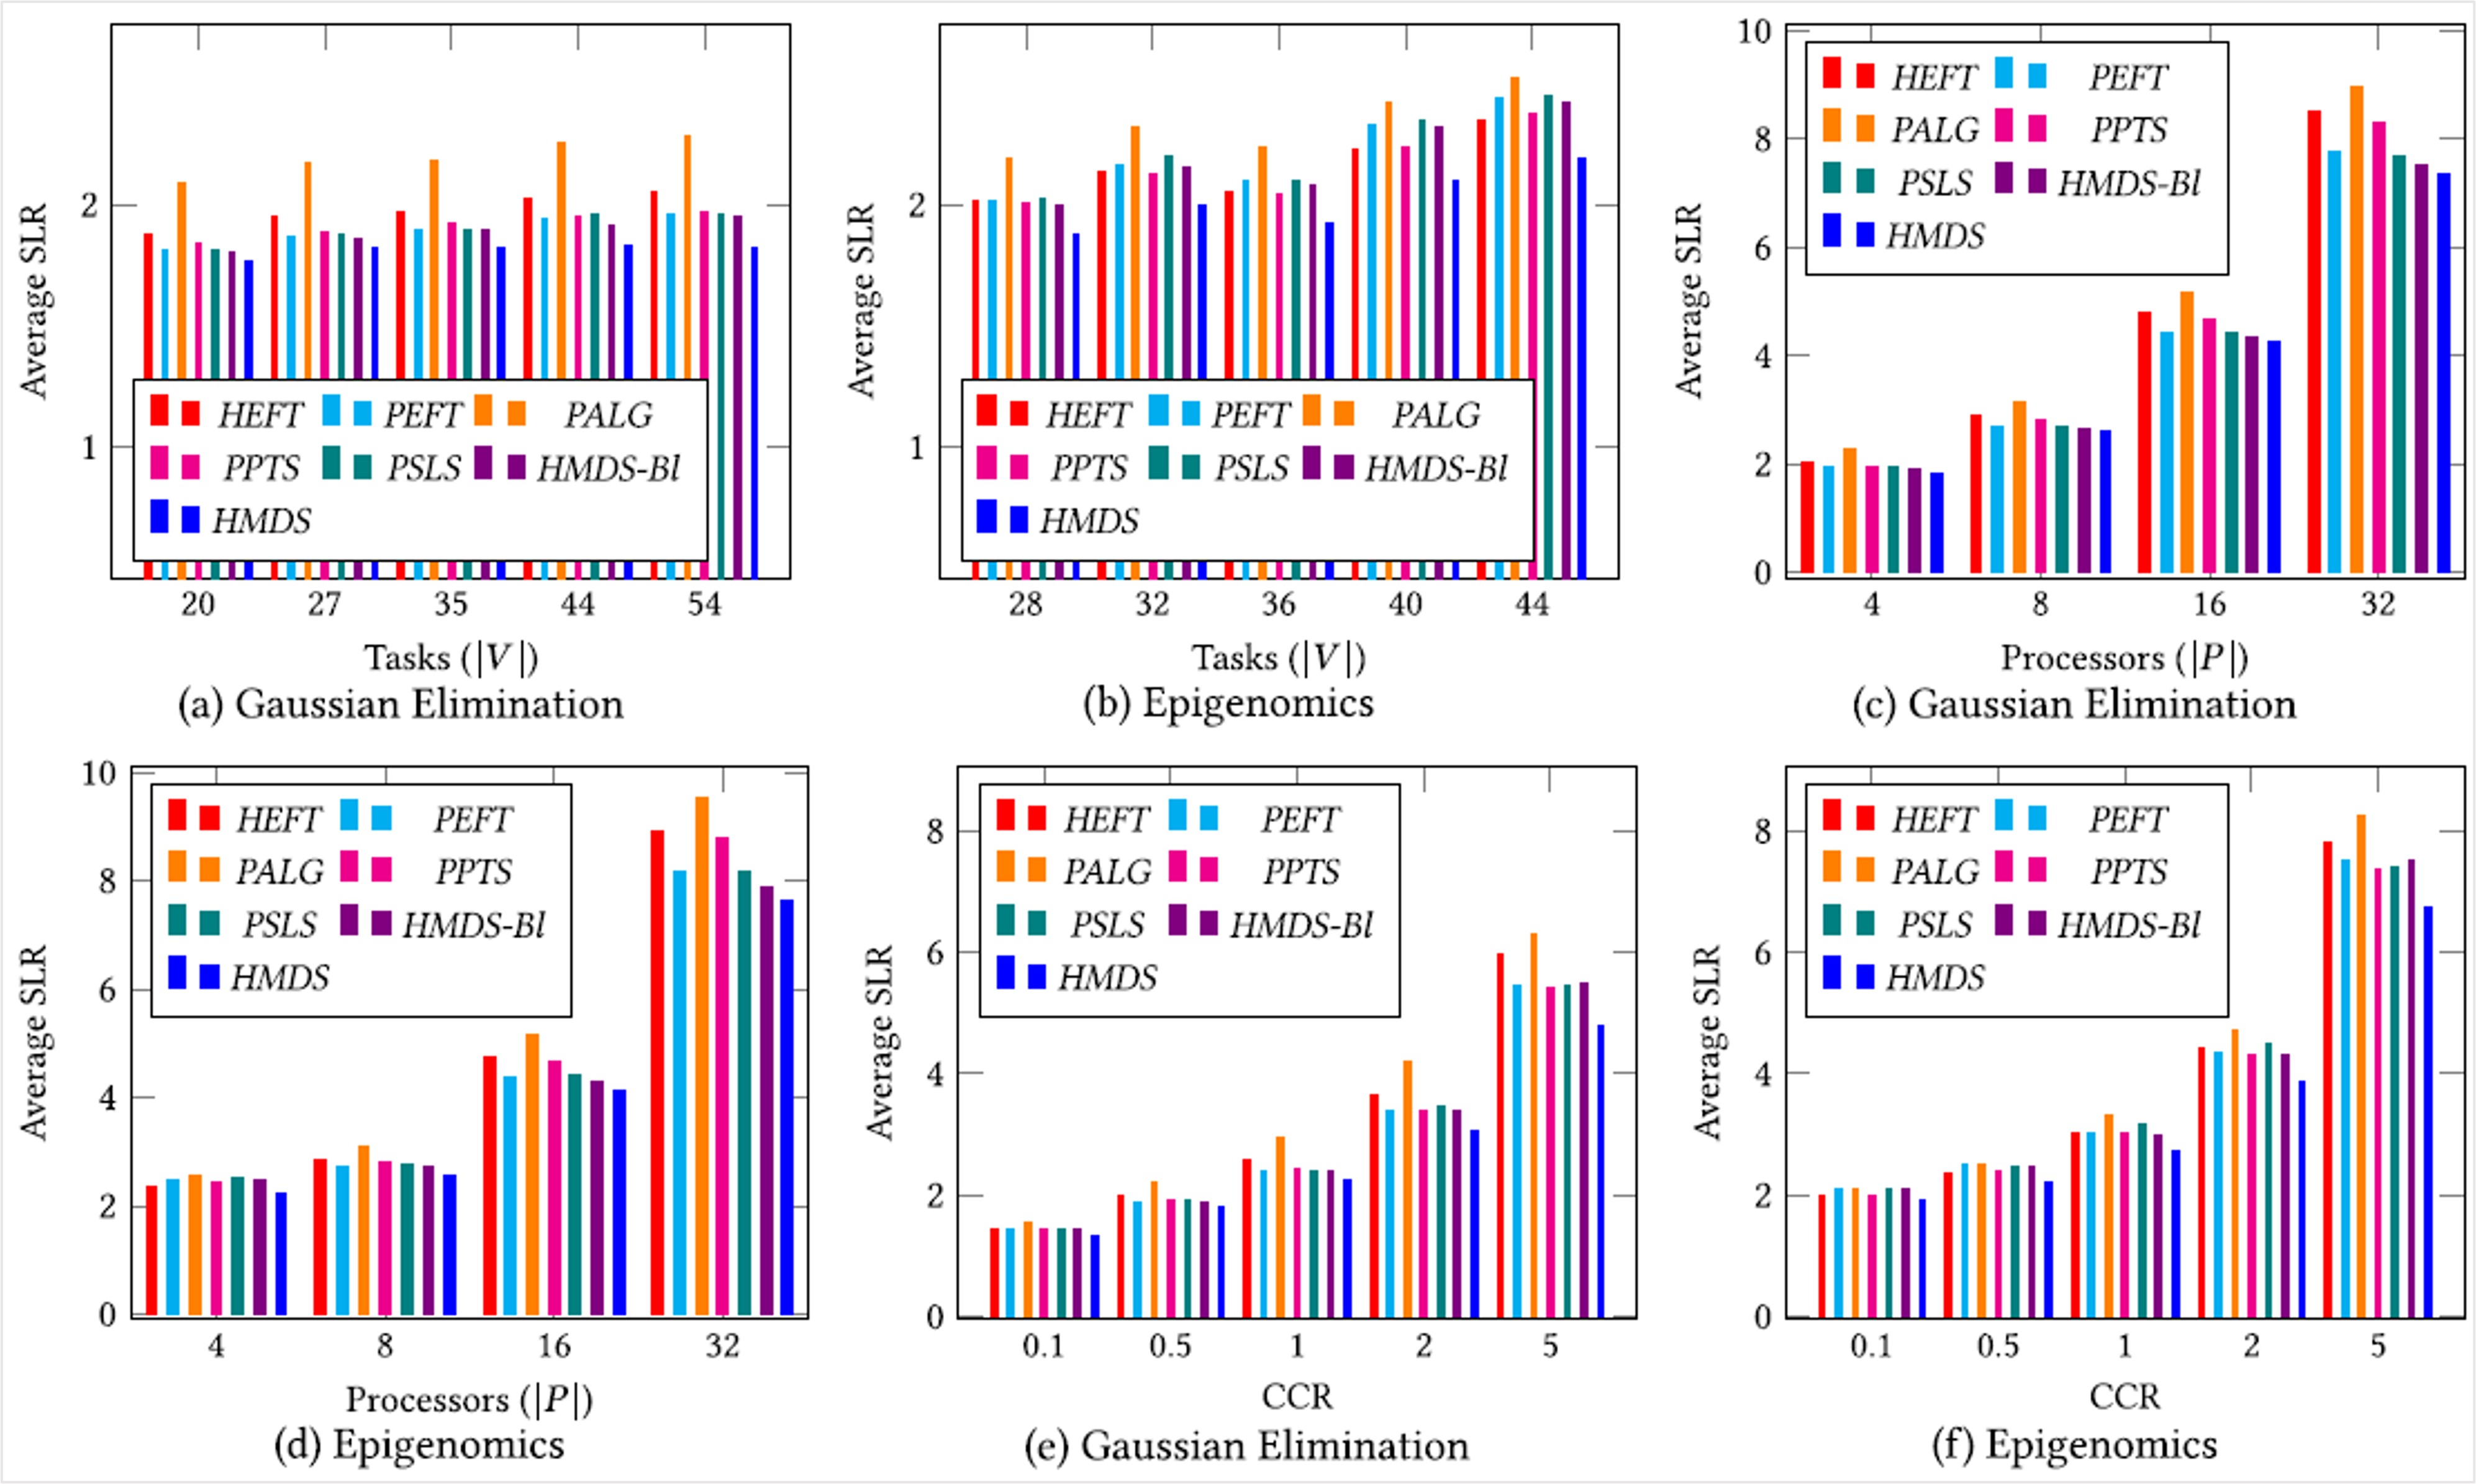 2
1
Average SLR
HEFT PEFT PALG
PPTS PSLS HMDS-Bl
HMDS
20 27 35 44 54
Tasks (|V|)
(a) Gaussian Elimination
2
1
Average SLR
HEFT PEFT PALG
PPTS PSLS HMDS-Bl
HMDS
28 32 36 40 44
Tasks (|V|)
(b) Epigenomics
10
8
6
4
2
0
Average SLR
HEFT PEFT
PALG PPTS
PSLS HMDS-Bl
HMDS
4 8 16 32
Processors (|P|)
(c) Gaussian Elimination
10
8
6
4
2
0
Average SLR
HEFT PEFT
PALG PPTS
PSLS HMDS-Bl
HMDS
4 8 16 32
Processors (|P|)
(d) Epigenomics
8
6
4
2
0
Average SLR
HEFT PEFT
PALG PPTS
PSLS HMDS-Bl
HMDS
0.1 0.5 1 2 5
CCR
(e) Gaussian Elimination
8
6
4
2
0
Average SLR
HEFT PEFT
PALG PPTS
PSLS HMDS-Bl
HMDS
0.1 0.5 1 2 5
CCR
(f) Epigenomics